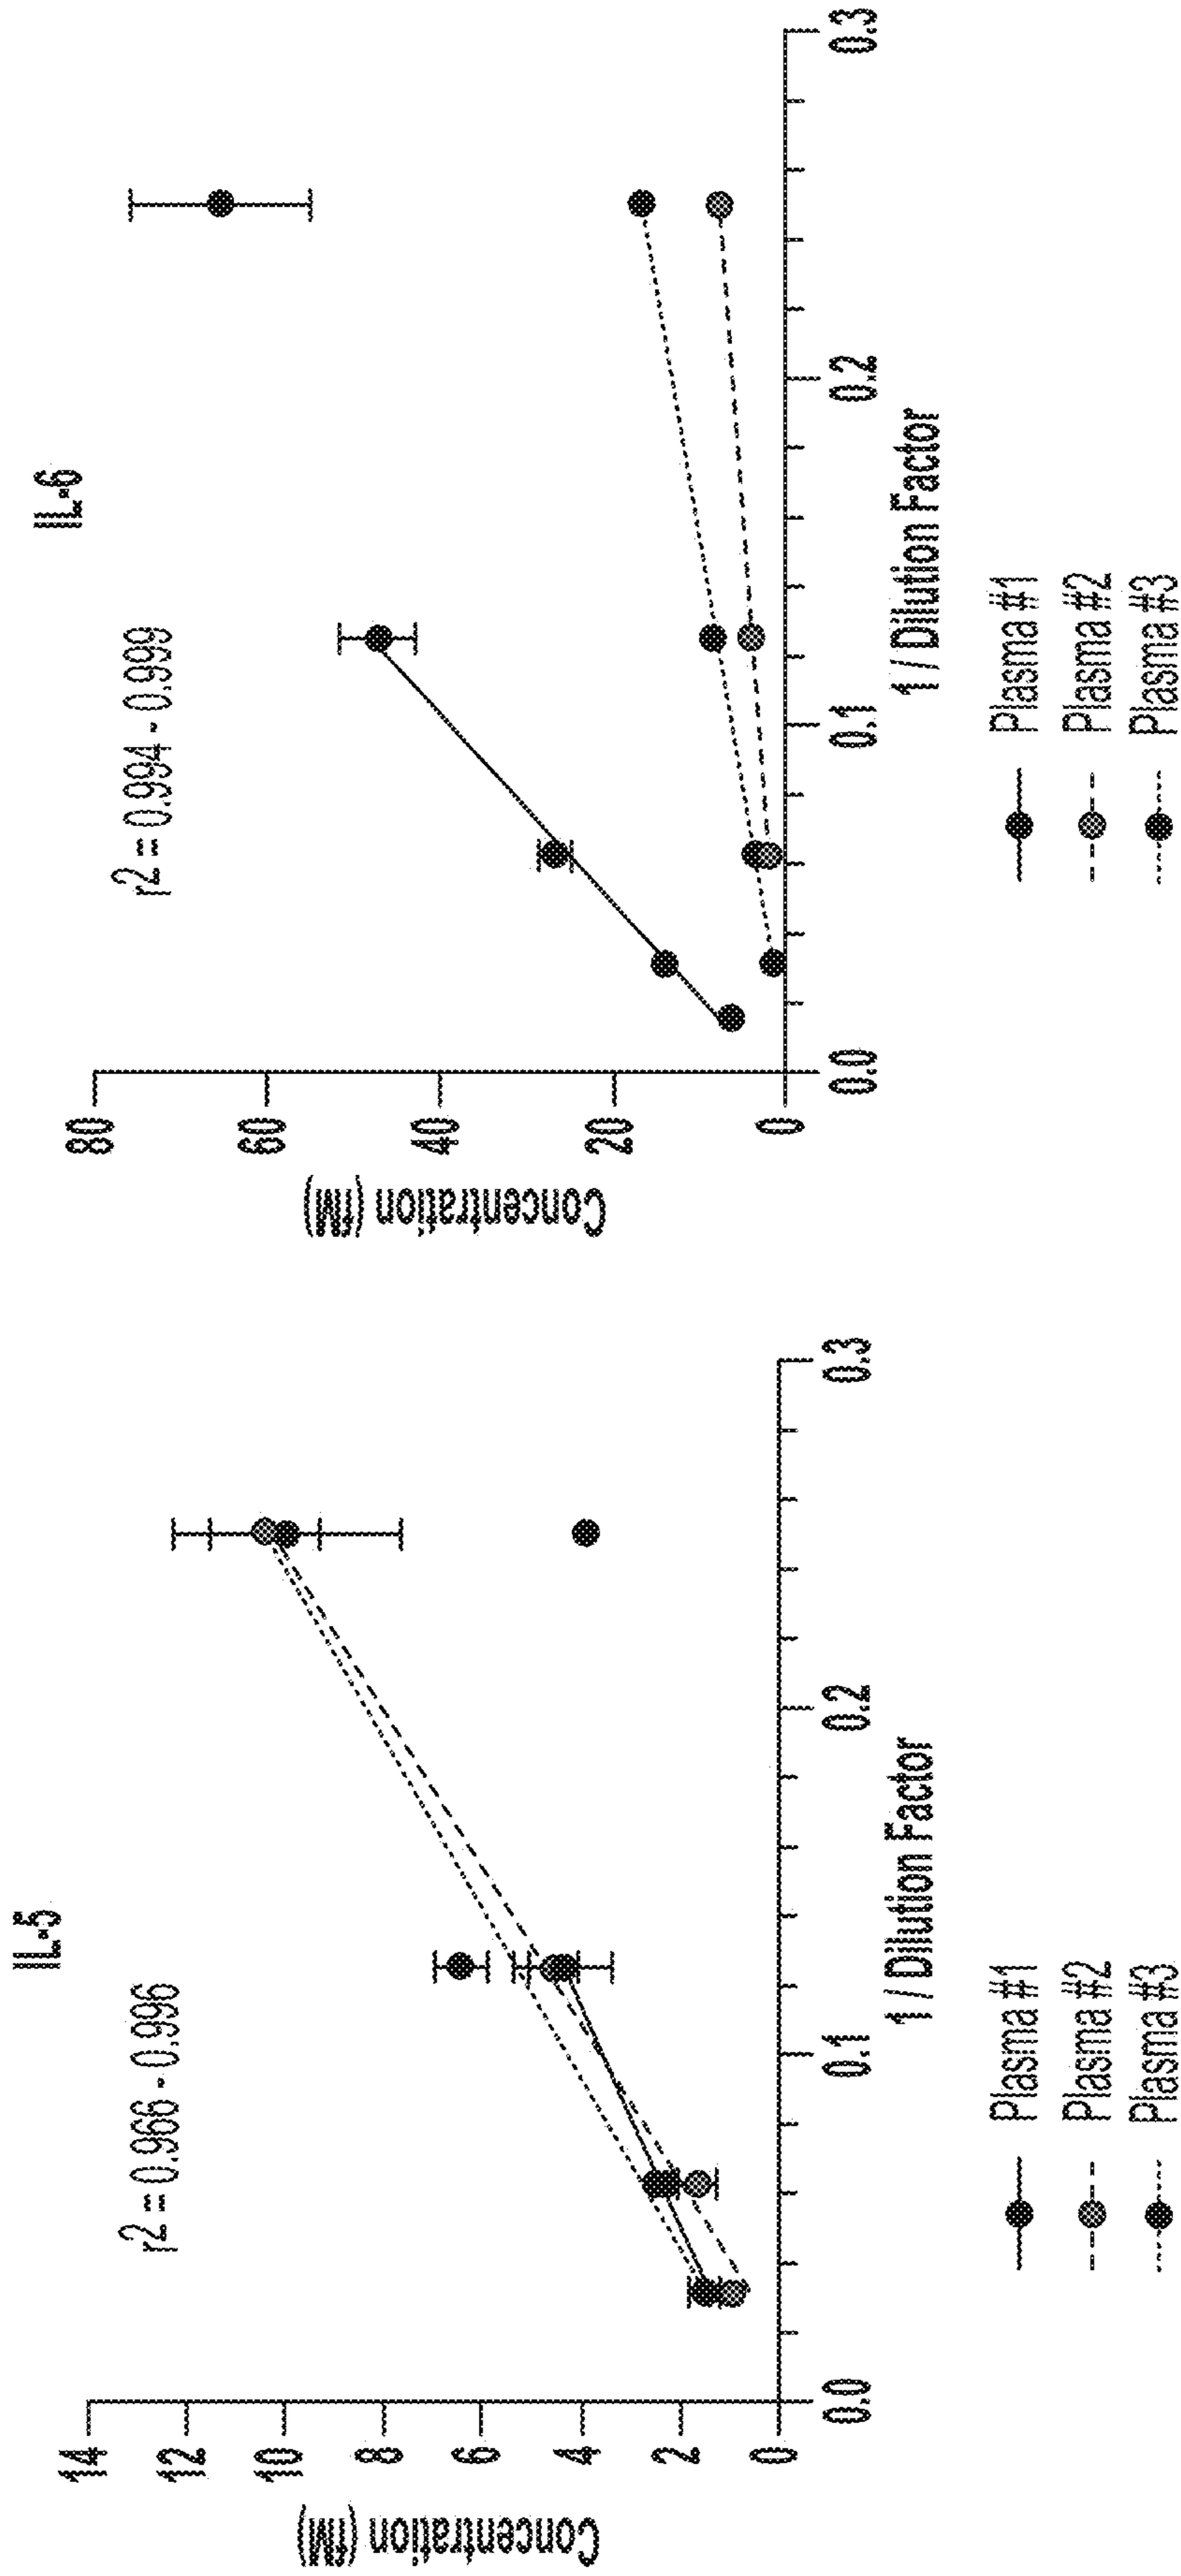 IL-5
r2 = 0.966 - 0.996
Concentration (fM)
14
12
10
8
6
4
2
0
0.0
0.1
0.2
0.3
1 / Dilution Factor
Plasma #1
Plasma #2
Plasma #3
IL-6
r2 = 0.994 - 0.999
Concentration (fM)
80
60
40
20
0
0.0
0.1
0.2
0.3
1 / Dilution Factor
Plasma #1
Plasma #2
Plasma #3